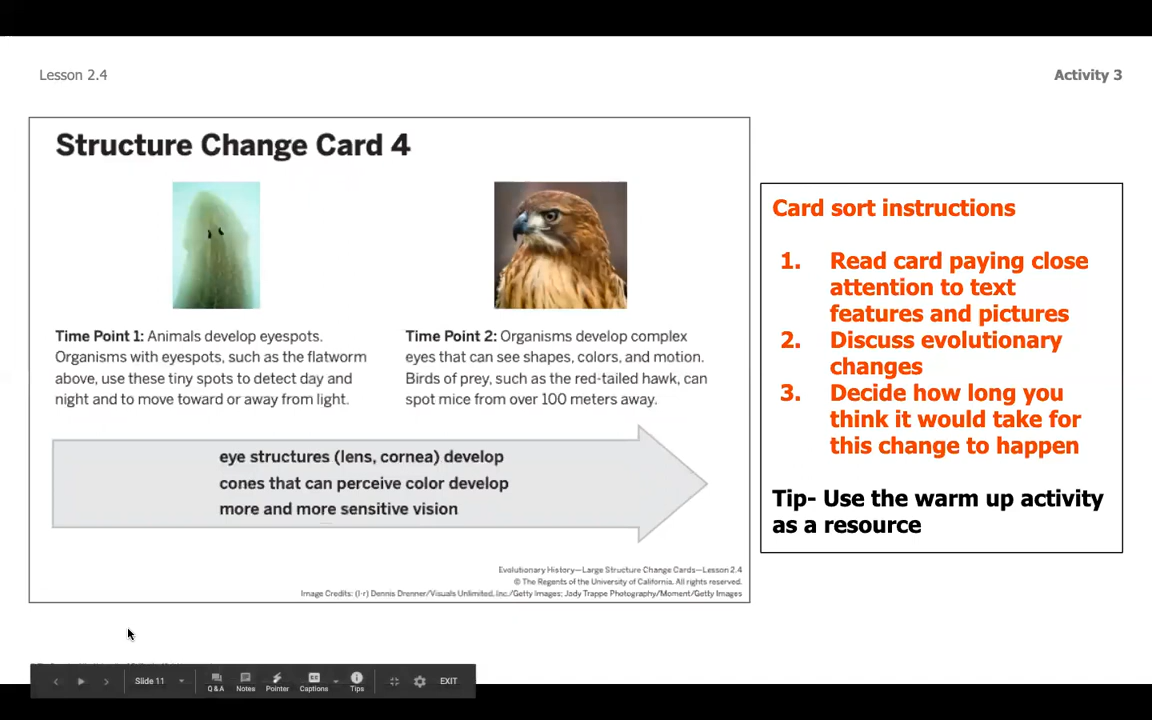 Lesson 2.4
Activity 3
Structure Change Card 4
Time Point 1: Animals develop eyespots.
Organisms with eyespots, such as the flatworm
above, use these tiny spots to detect day and
night and to move toward or away from light.
Time Point 2: Organisms develop complex
eyes that can see shapes, colors, and motion.
Birds of prey, such as the red-tailed hawk, can
spot mice from over 100 meters away.
eye structures (lens, cornea) develop
cones that can perceive color develop
more and more sensitive vision
Evolutionary History—Large Structure Change Cards—Lesson 2.4
© The Regents of the University of California. All rights reserved.
Image Credits: (l-r) Dennis Drenner/Visuals Unlimited, Inc./Getty Images; Jody Trappe Photography/Moment/Getty Images
Card sort instructions
1. Read card paying close
attention to text
features and pictures
2. Discuss evolutionary
changes
3. Decide how long you
think it would take for
this change to happen
Tip- Use the warm up activity
as a resource
Slide 11
Q&A
Notes
Pointer
Captions
Tips
EXIT